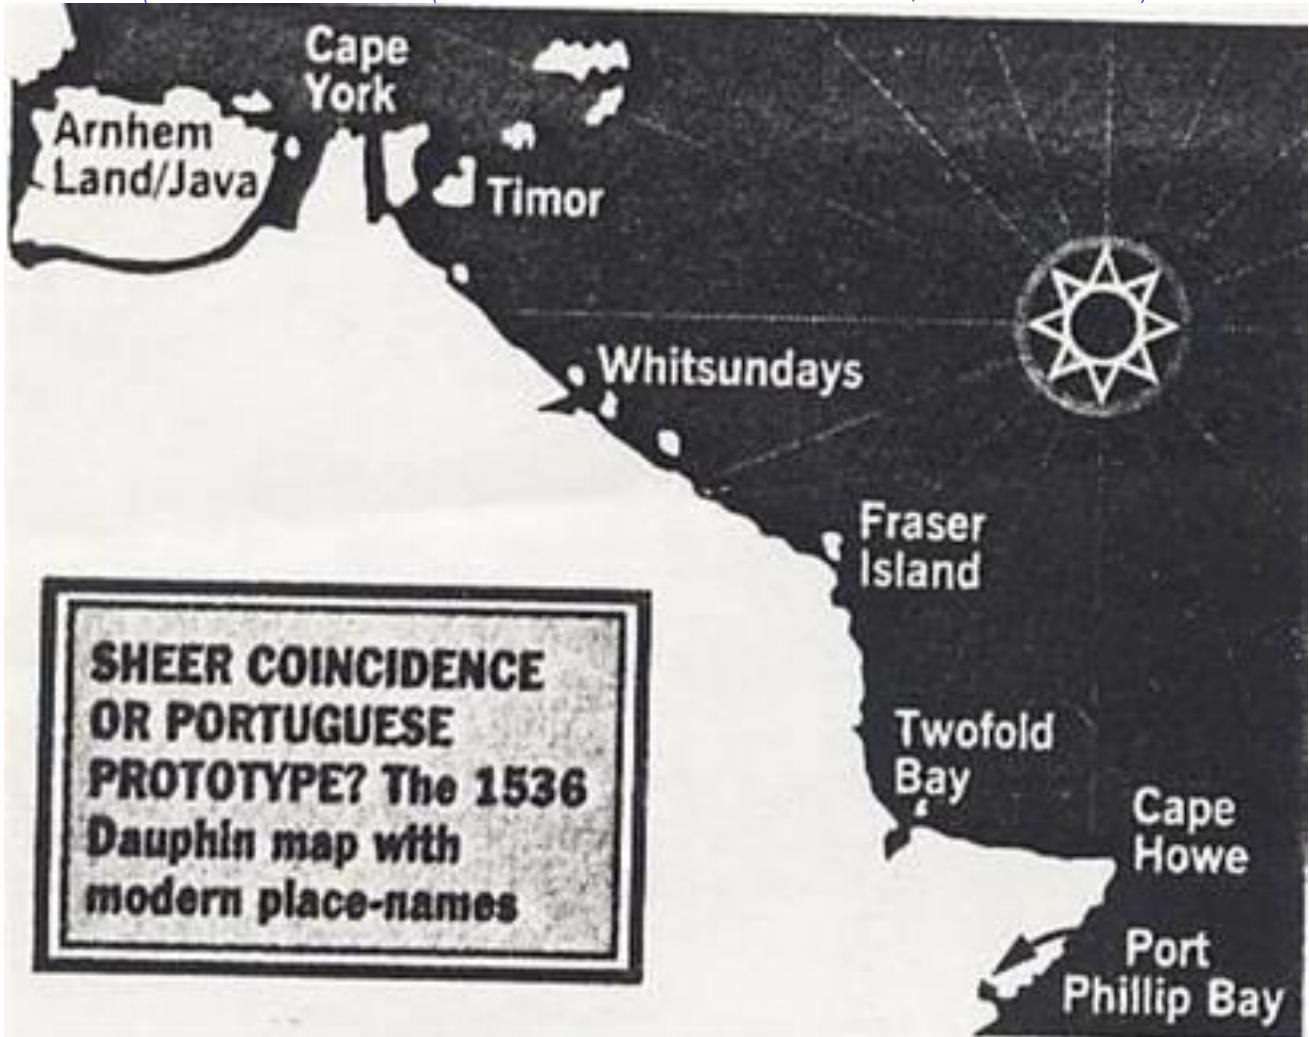 Cape
York
Arnhem
Land/Java
Timor
Whitsundays
Fraser
Island
Twofold
Bay
Cape
Howe
Port
Phillip Bay
SHEER COINCIDENCE
OR PORTUGUESE
PROTOTYPE? The 1536
Dauphin map with
modern place-names